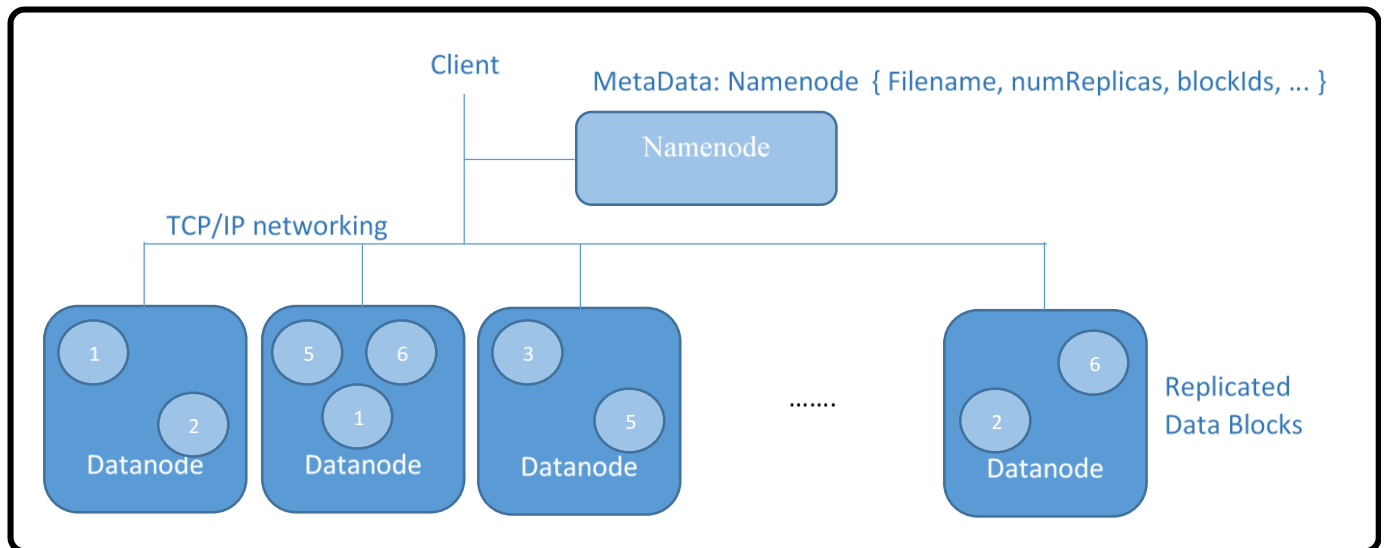 Client
MetaData: Namenode { Filename, numReplicas, blockIds, ... }
Namenode
TCP/IP networking
1
2
Datanode
5
6
1
Datanode
3
5
Datanode
.......
6
2
Datanode
Replicated
Data Blocks